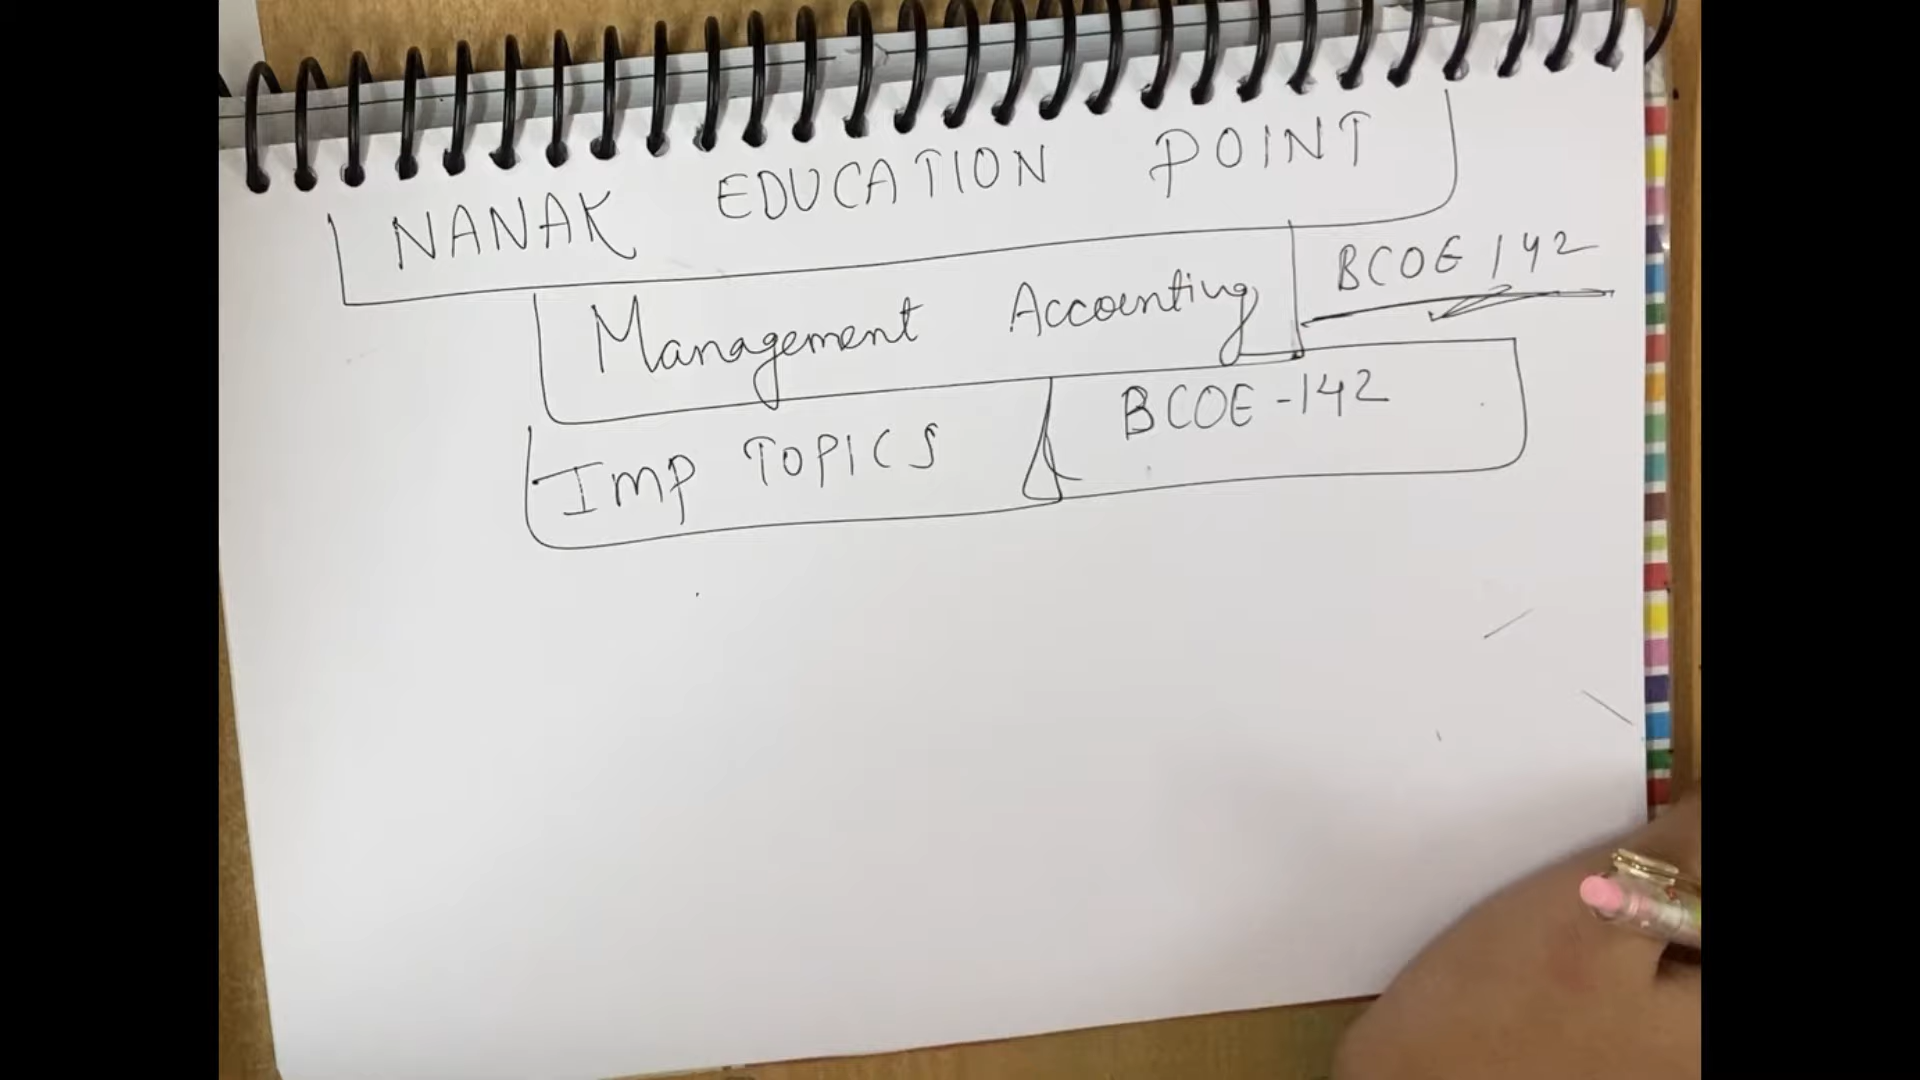 NANAK EDUCATION POINT
Management Accounting BCOE 142
Imp TOPICS BCOE-142